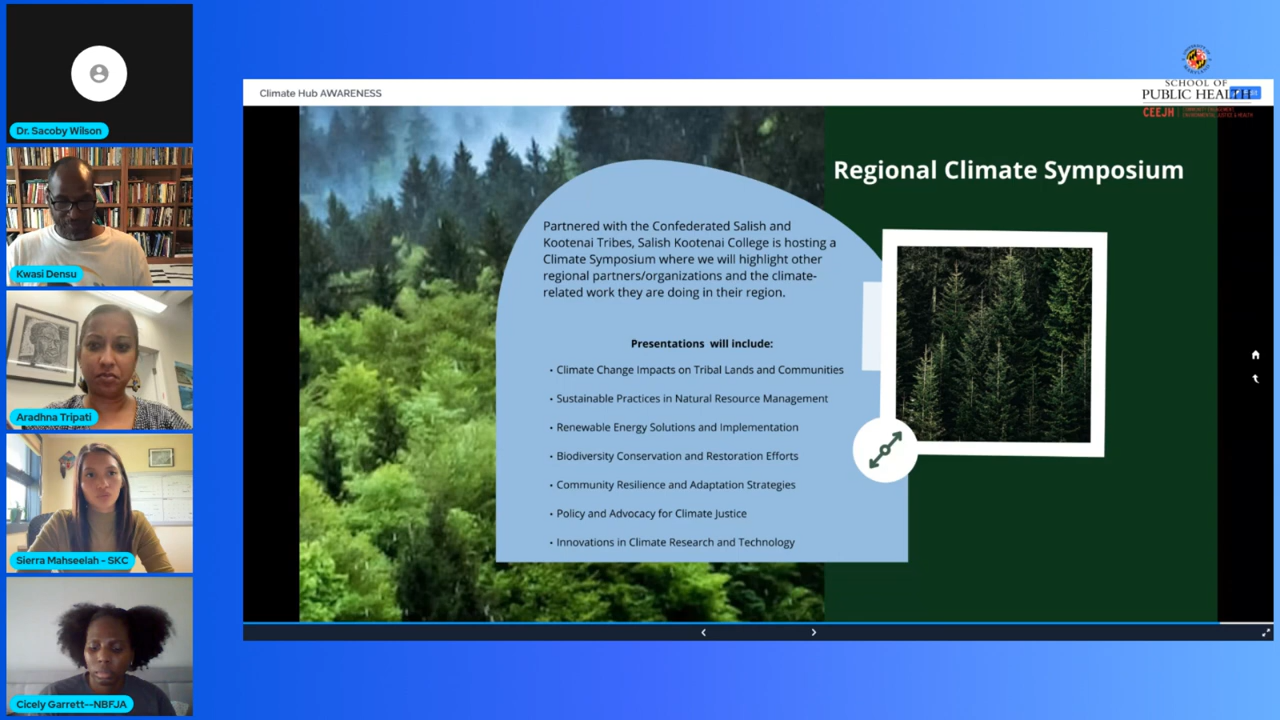 Dr. Sacoby Wilson
Kwasi Densu
Aradhna Tripati
Sierra Mahseelah - SKC
Cicely Garrett--NBFJA
Climate Hub AWARENESS
SCHOOL OF
PUBLIC HEALTH
CEEJH
Regional Climate Symposium
Partnered with the Confederated Salish and
Kootenai Tribes, Salish Kootenai College is hosting a
Climate Symposium where we will highlight other
regional partners/organizations and the climate-
related work they are doing in their region.
Presentations will include:
• Climate Change Impacts on Tribal Lands and Communities
• Sustainable Practices in Natural Resource Management
• Renewable Energy Solutions and Implementation
• Biodiversity Conservation and Restoration Efforts
• Community Resilience and Adaptation Strategies
• Policy and Advocacy for Climate Justice
• Innovations in Climate Research and Technology